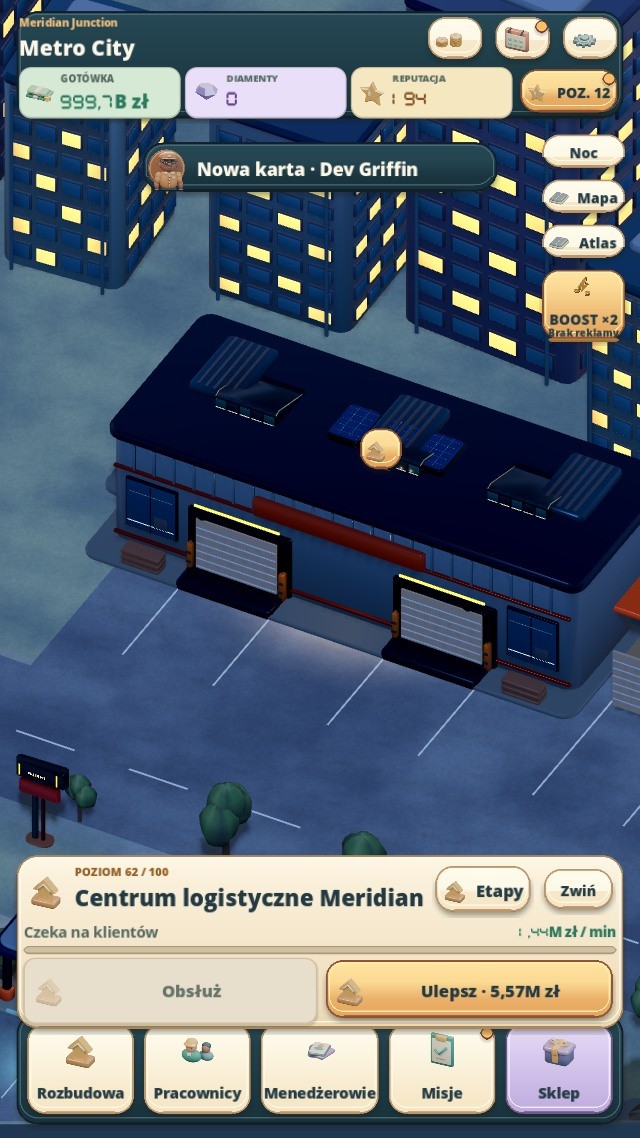 Meridian Junction
Metro City
GOTÓWKA
999,7B zł
DIAMENTY
0
REPUTACJA
194
POZ. 12
Nowa karta · Dev Griffin
Noc
Mapa
Atlas
BOOST ×2
Brak reklamy
POZIOM 62 / 100
Centrum logistyczne Meridian
Etapy
Zwiń
Czeka na klientów
1,44M zł / min
Obsłuż
Ulepsz · 5,57M zł
Rozbudowa
Pracownicy
Menedżerowie
Misje
Sklep